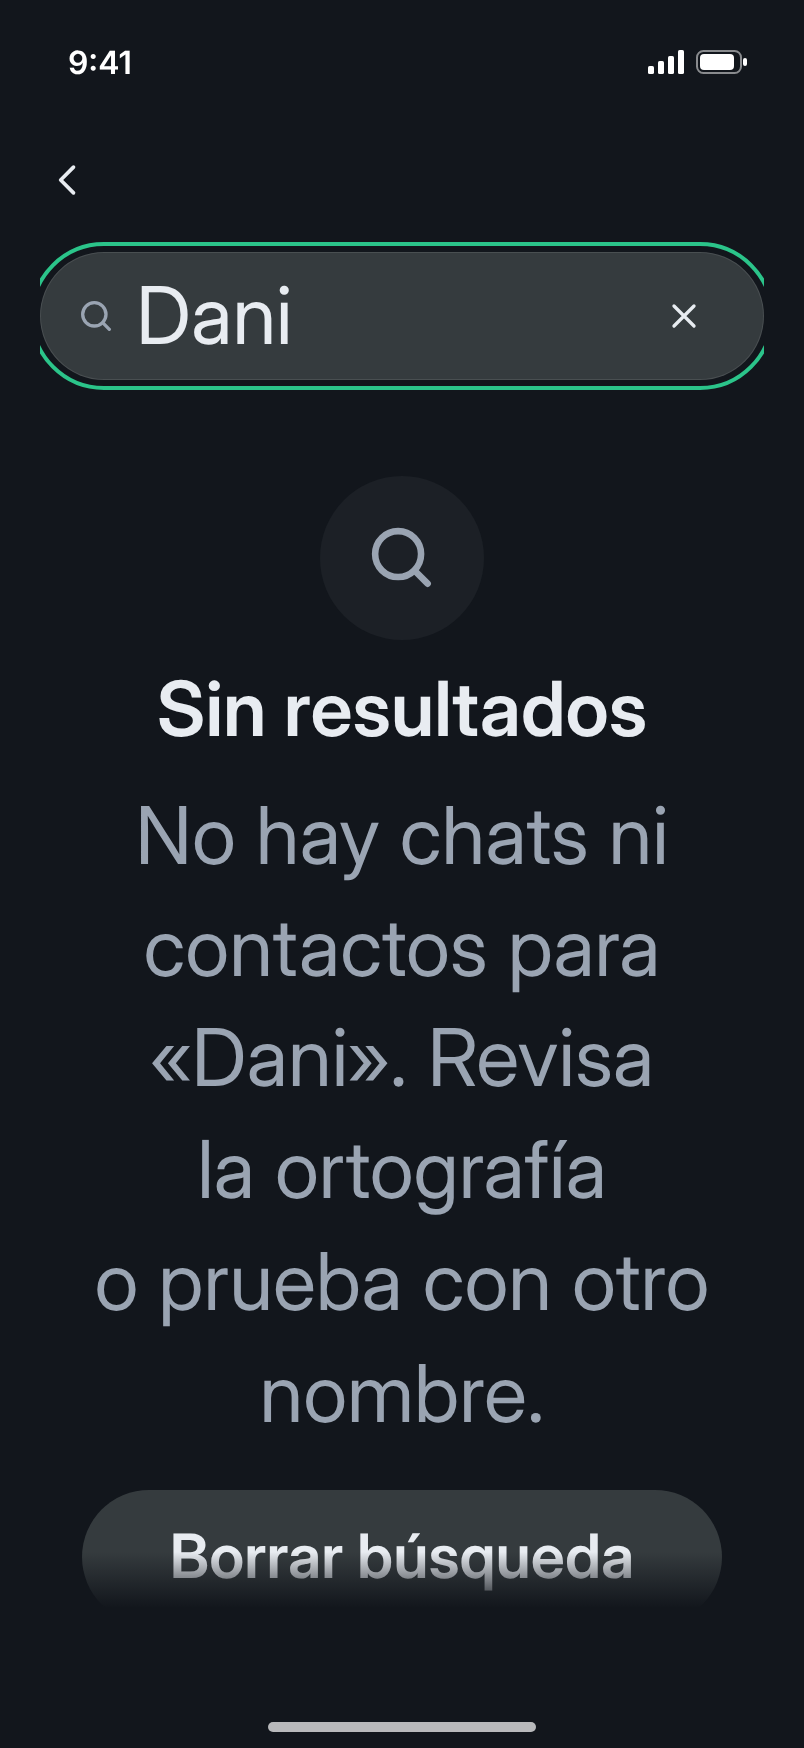 9:41
Dani
Sin resultados
No hay chats ni
contactos para
«Dani». Revisa
la ortografía
o prueba con otro
nombre.
Borrar búsqueda